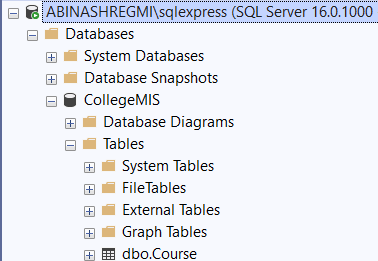 ABINASHREGMI\sqlexpress (SQL Server 16.0.1000
Databases
System Databases
Database Snapshots
CollegeMIS
Database Diagrams
Tables
System Tables
FileTables
External Tables
Graph Tables
dbo.Course